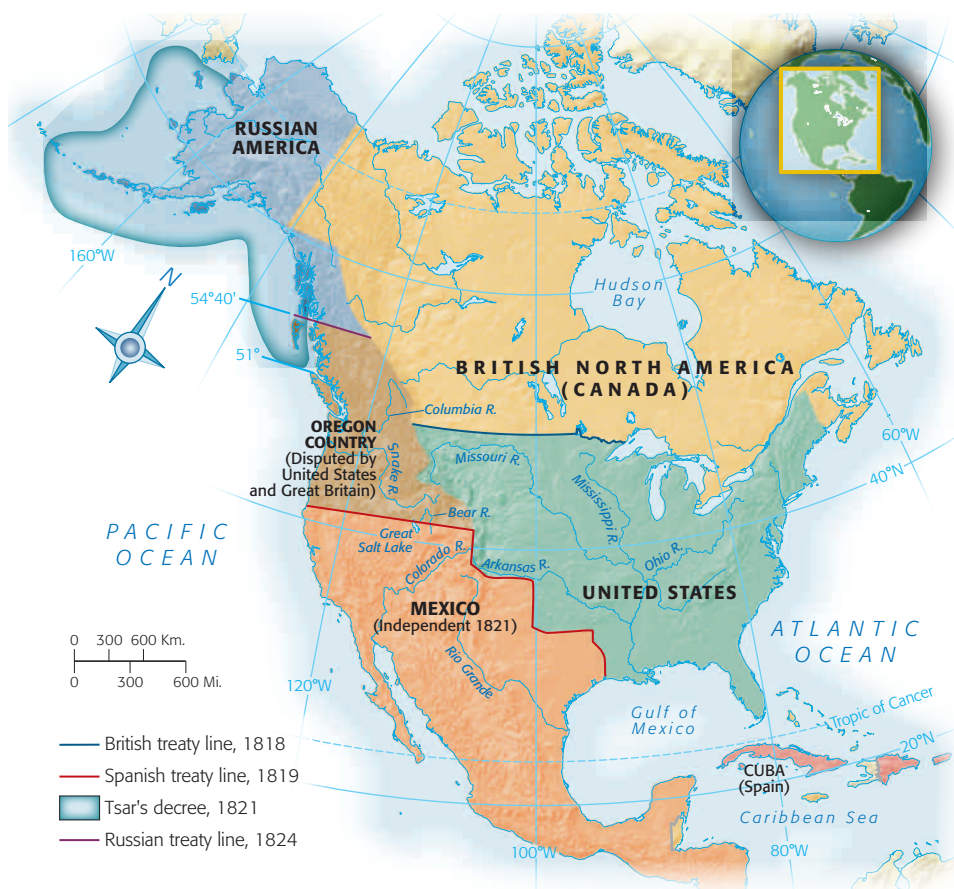 RUSSIAN
AMERICA
160°W
N
54°40'
51°
Hudson
Bay
BRITISH NORTH AMERICA
(CANADA)
Columbia R.
OREGON
COUNTRY
(Disputed by
United States
and Great Britain)
Snake R.
Missouri R.
Mississippi R.
60°W
40°N
PACIFIC
OCEAN
Bear R.
Great
Salt Lake
Colorado R.
Arkansas R.
Ohio R.
UNITED STATES
MEXICO
(Independent 1821)
ATLANTIC
OCEAN
0 300 600 Km.
0 300 600 Mi.
120°W
Rio Grande
Gulf of
Mexico
Tropic of Cancer
20°N
CUBA
(Spain)
Caribbean Sea
100°W
80°W
British treaty line, 1818
Spanish treaty line, 1819
Tsar's decree, 1821
Russian treaty line, 1824